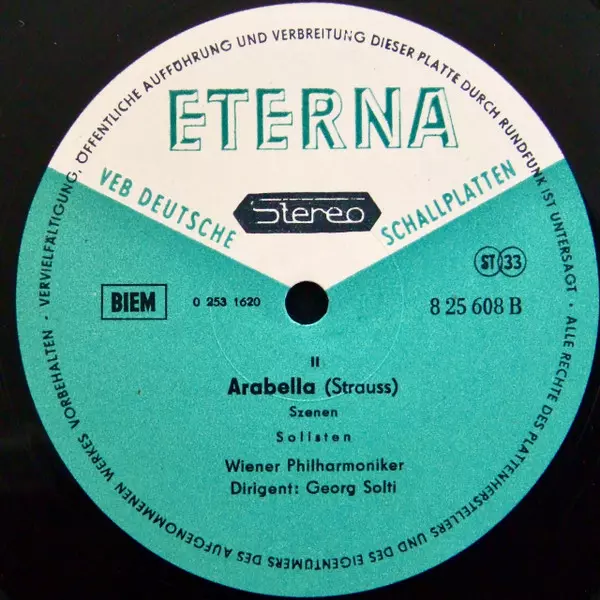 VERVIELFÄLTIGUNG, ÖFFENTLICHE AUFFÜHRUNG UND VERBREITUNG DIESER PLATTE DURCH RUNDFUNK IST UNTERSAGT · ALLE RECHTE DES PLATTENHERSTELLERS UND DES EIGENTÜMERS DES AUFGENOMMENEN WERKES VORBEHALTEN ·
ETERNA
VEB DEUTSCHE SCHALLPLATTEN
Stereo
ST 33
BIEM
0 253 1620
8 25 608 B
II
Arabella (Strauss)
Szenen
Solisten
Wiener Philharmoniker
Dirigent: Georg Solti